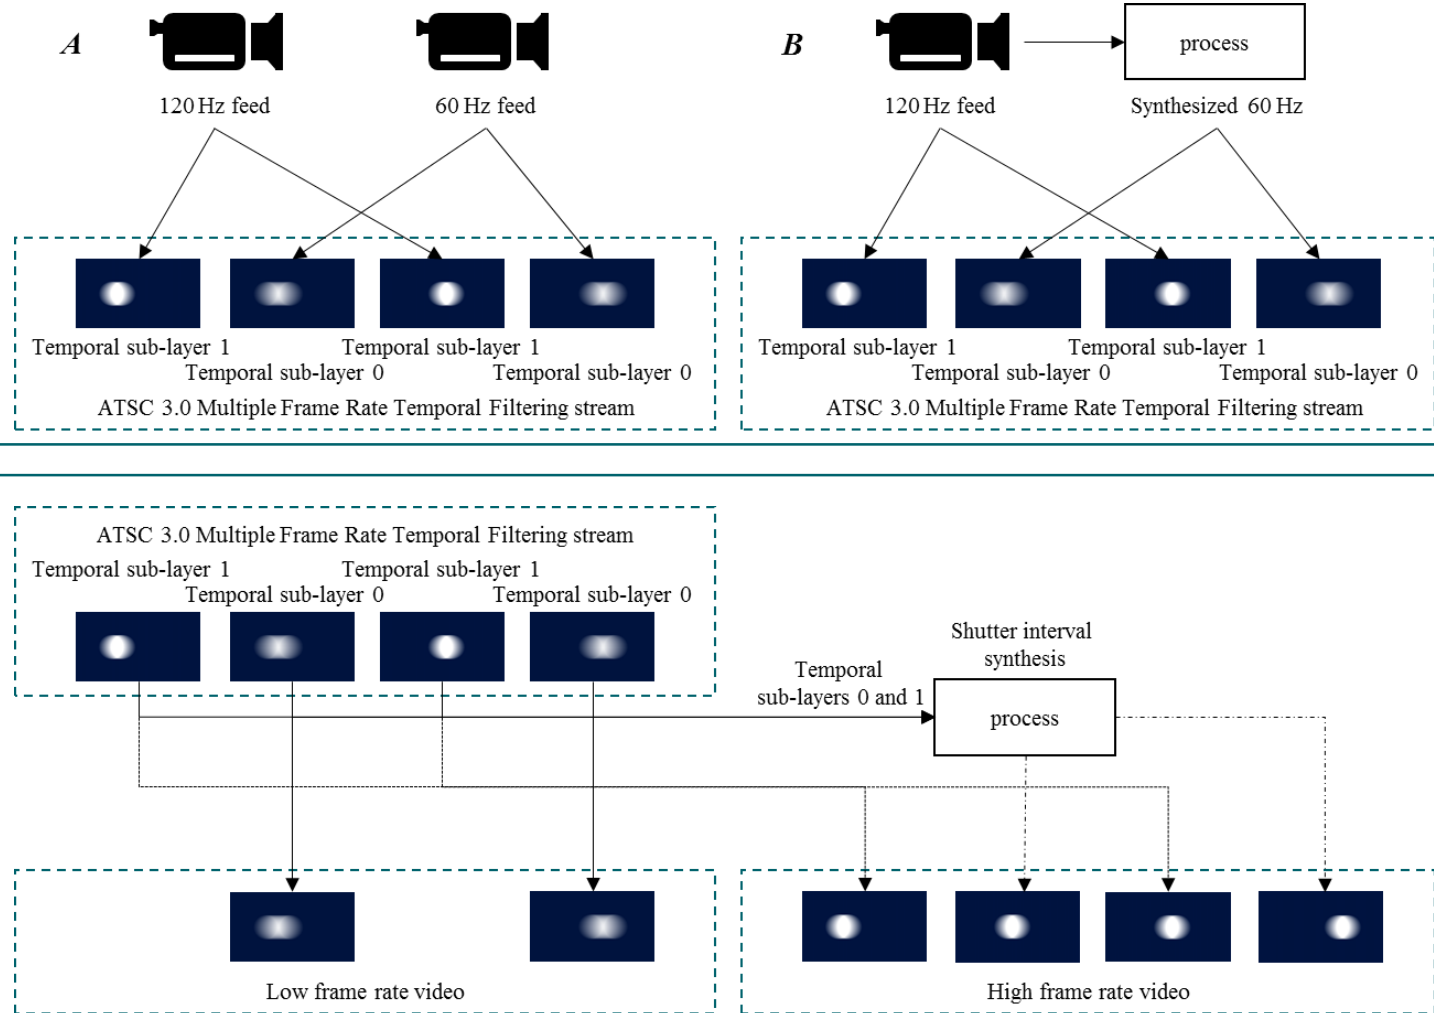 A
B
process
120 Hz feed
60 Hz feed
120 Hz feed
Synthesized 60 Hz
Temporal sub-layer 1
Temporal sub-layer 1
Temporal sub-layer 0
Temporal sub-layer 0
ATSC 3.0 Multiple Frame Rate Temporal Filtering stream
Temporal sub-layer 1
Temporal sub-layer 1
Temporal sub-layer 0
Temporal sub-layer 0
ATSC 3.0 Multiple Frame Rate Temporal Filtering stream
ATSC 3.0 Multiple Frame Rate Temporal Filtering stream
Temporal sub-layer 1
Temporal sub-layer 1
Temporal sub-layer 0
Temporal sub-layer 0
Shutter interval
synthesis
Temporal
sub-layers 0 and 1
process
Low frame rate video
High frame rate video